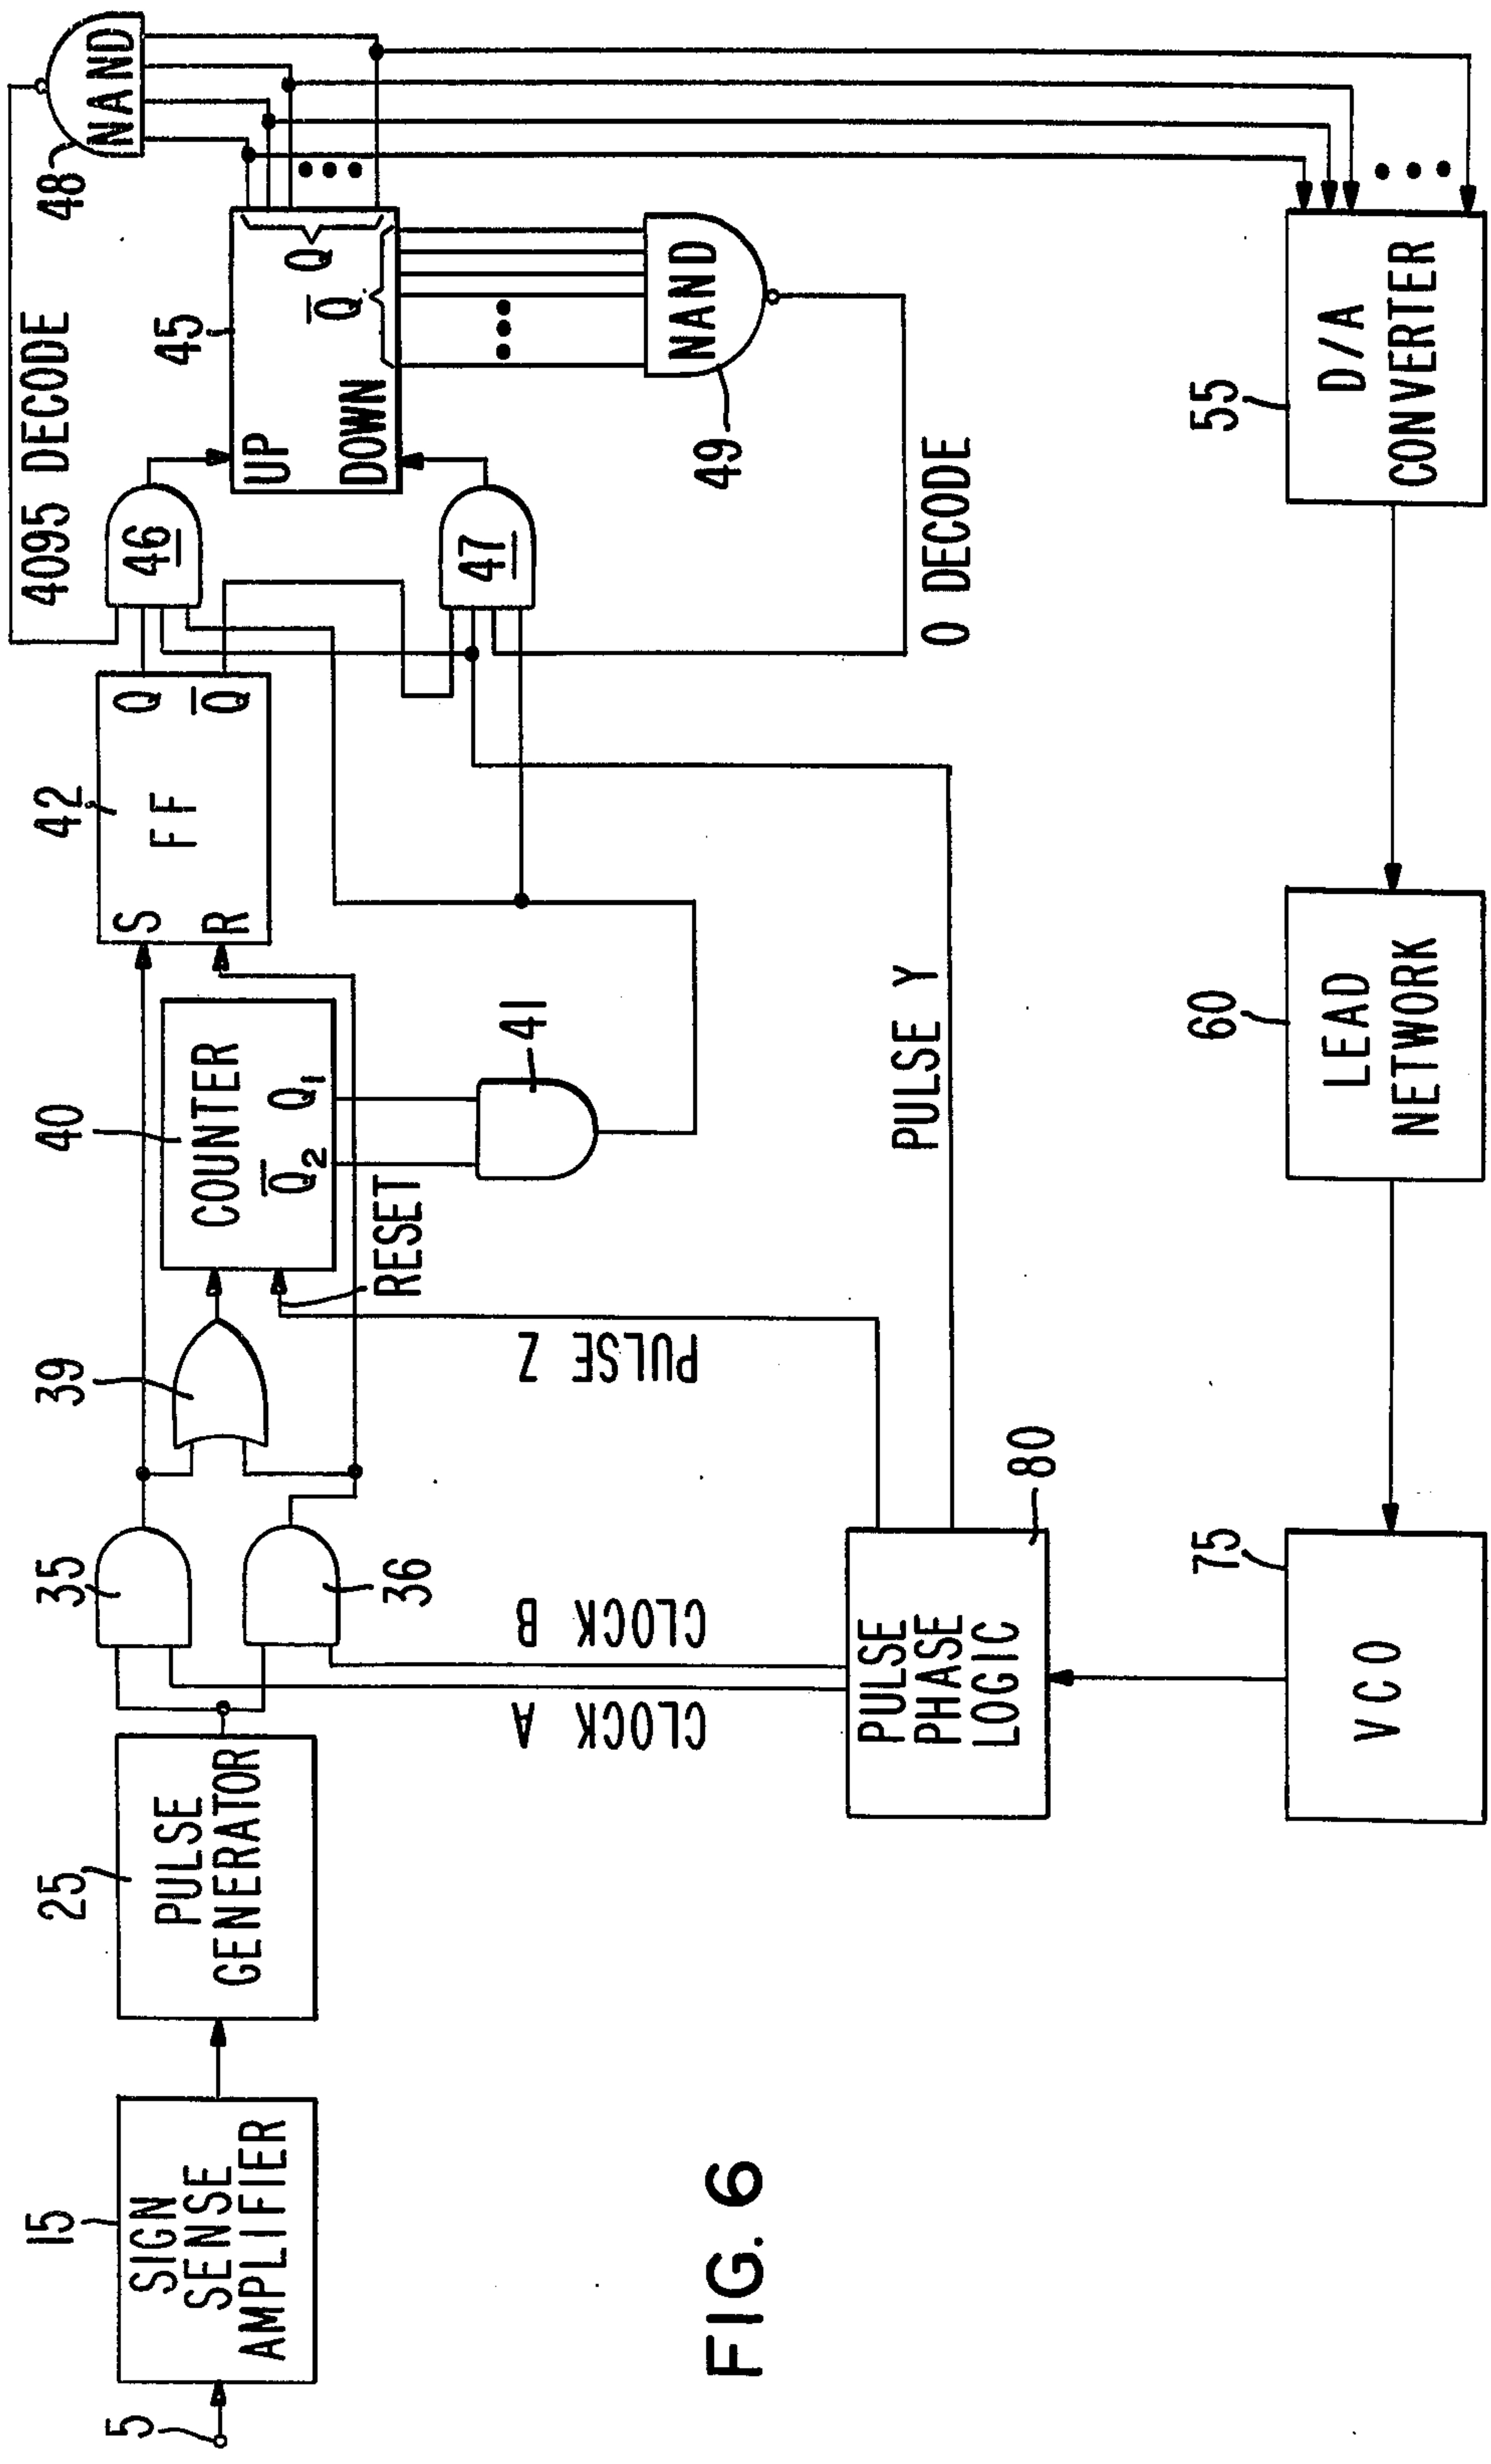 5
15
SIGN
SENSE
AMPLIFIER
25
PULSE
GENERATOR
35
36
CLOCK A
CLOCK B
39
40
COUNTER
Q̅2 Q1
RESET
PULSE Z
41
42
S
R
FF
Q
Q̅
4095 DECODE
46
47
45
UP
DOWN
Q
Q̅
48
NAND
49
NAND
0 DECODE
PULSE Y
80
PULSE
PHASE
LOGIC
75
VCO
60
LEAD
NETWORK
55
D/A
CONVERTER
FIG. 6